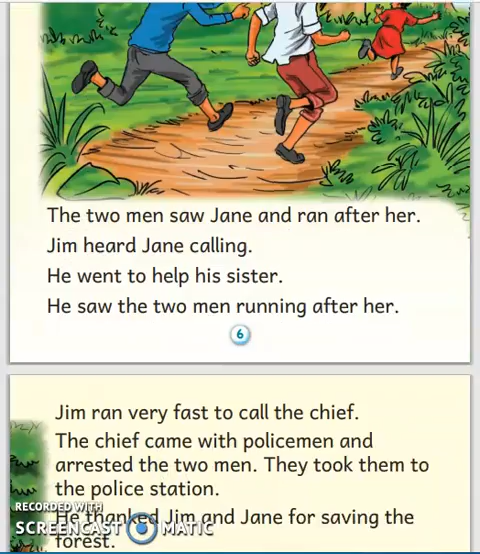 The two men saw Jane and ran after her.
Jim heard Jane calling.
He went to help his sister.
He saw the two men running after her.
6
Jim ran very fast to call the chief.
The chief came with policemen and
arrested the two men. They took them to
the police station.
He thanked Jim and Jane for saving the
forest.
RECORDED WITH
SCREENCAST MATIC